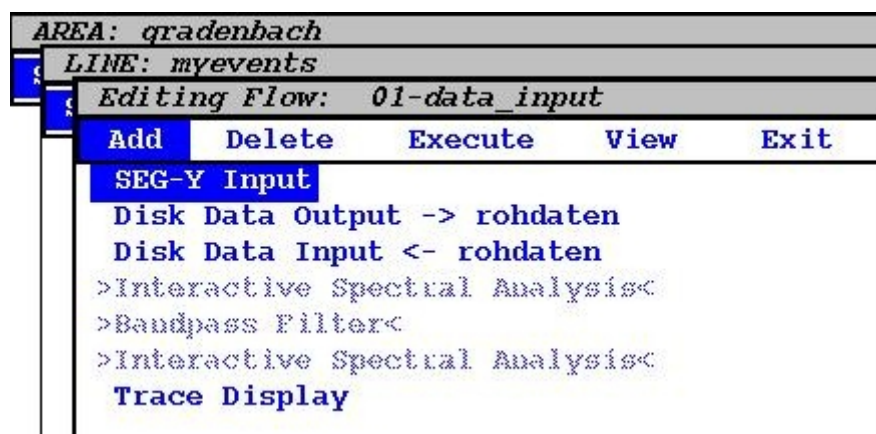 AREA: gradenbach
LINE: myevents
Editing Flow: 01-data_input
Add Delete Execute View Exit
SEG-Y Input
Disk Data Output -> rohdaten
Disk Data Input <- rohdaten
>Interactive Spectral Analysis<
>Bandpass Filter<
>Interactive Spectral Analysis<
Trace Display